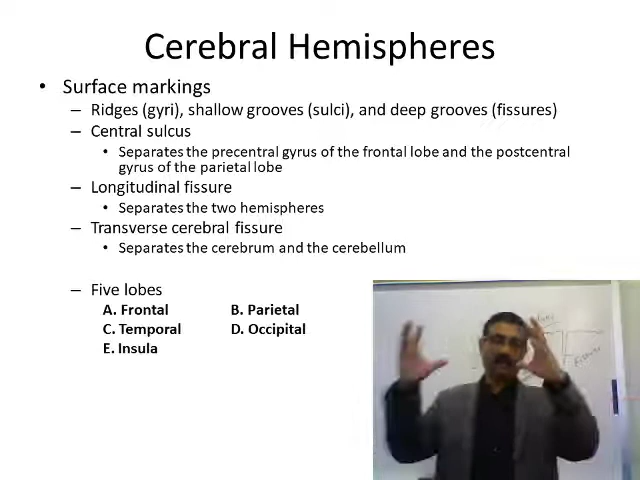 Cerebral Hemispheres
• Surface markings
– Ridges (gyri), shallow grooves (sulci), and deep grooves (fissures)
– Central sulcus
• Separates the precentral gyrus of the frontal lobe and the postcentral
gyrus of the parietal lobe
– Longitudinal fissure
• Separates the two hemispheres
– Transverse cerebral fissure
• Separates the cerebrum and the cerebellum
– Five lobes
A. Frontal B. Parietal
C. Temporal D. Occipital
E. Insula